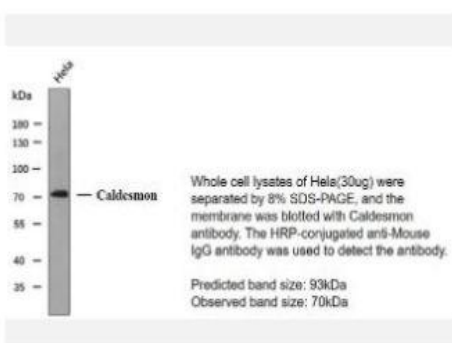 Hela
kDa
180
130
100
70
Caldesmon
55
40
35
Whole cell lysates of Hela(30ug) were
separated by 8% SDS-PAGE, and the
membrane was blotted with Caldesmon
antibody. The HRP-conjugated anti-Mouse
IgG antibody was used to detect the antibody.
Predicted band size: 93kDa
Observed band size: 70kDa